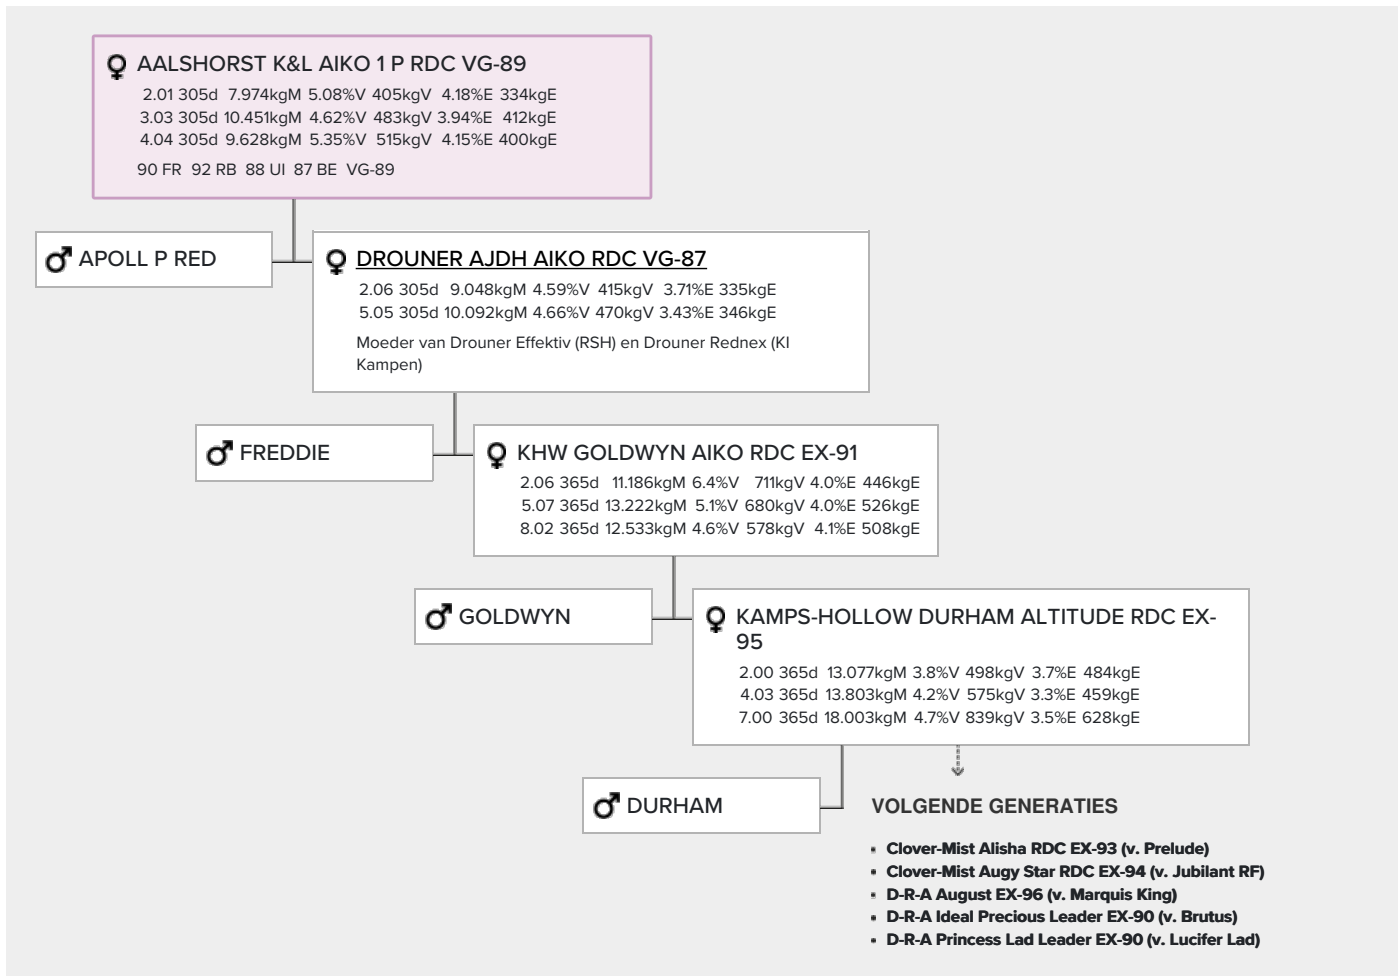 AALSHORST K&L AIKO 1 P RDC VG-89
2.01 305d 7.974kgM 5.08%V 405kgV 4.18%E 334kgE
3.03 305d 10.451kgM 4.62%V 483kgV 3.94%E 412kgE
4.04 305d 9.628kgM 5.35%V 515kgV 4.15%E 400kgE
90 FR 92 RB 88 UI 87 BE VG-89
APOLL P RED
DROUNER AJDH AIKO RDC VG-87
2.06 305d 9.048kgM 4.59%V 415kgV 3.71%E 335kgE
5.05 305d 10.092kgM 4.66%V 470kgV 3.43%E 346kgE
Moeder van Drouner Effektiv (RSH) en Drouner Rednex (KI
Kampen)
FREDDIE
KHW GOLDWYN AIKO RDC EX-91
2.06 365d 11.186kgM 6.4%V 711kgV 4.0%E 446kgE
5.07 365d 13.222kgM 5.1%V 680kgV 4.0%E 526kgE
8.02 365d 12.533kgM 4.6%V 578kgV 4.1%E 508kgE
GOLDWYN
KAMPS-HOLLOW DURHAM ALTITUDE RDC EX-
95
2.00 365d 13.077kgM 3.8%V 498kgV 3.7%E 484kgE
4.03 365d 13.803kgM 4.2%V 575kgV 3.3%E 459kgE
7.00 365d 18.003kgM 4.7%V 839kgV 3.5%E 628kgE
DURHAM
VOLGENDE GENERATIES
Clover-Mist Alisha RDC EX-93 (v. Prelude)
Clover-Mist Augy Star RDC EX-94 (v. Jubilant RF)
D-R-A August EX-96 (v. Marquis King)
D-R-A Ideal Precious Leader EX-90 (v. Brutus)
D-R-A Princess Lad Leader EX-90 (v. Lucifer Lad)